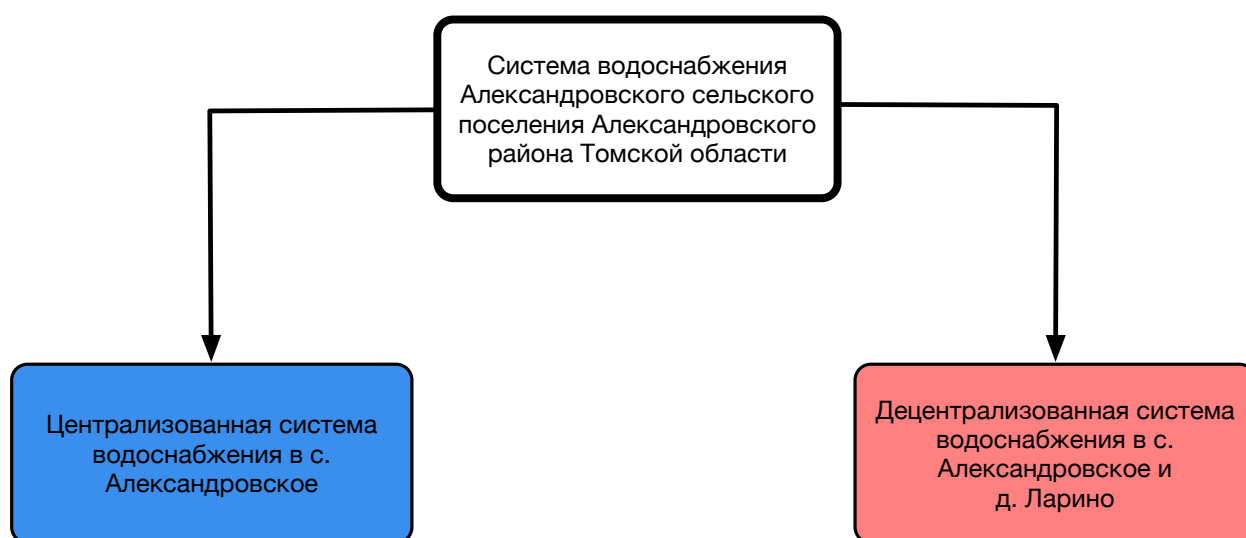 Система водоснабжения
Александровского сельского
поселения Александровского
района Томской области
Централизованная система
водоснабжения в с.
Александровское
Децентрализованная система
водоснабжения в с.
Александровское и
д. Ларино